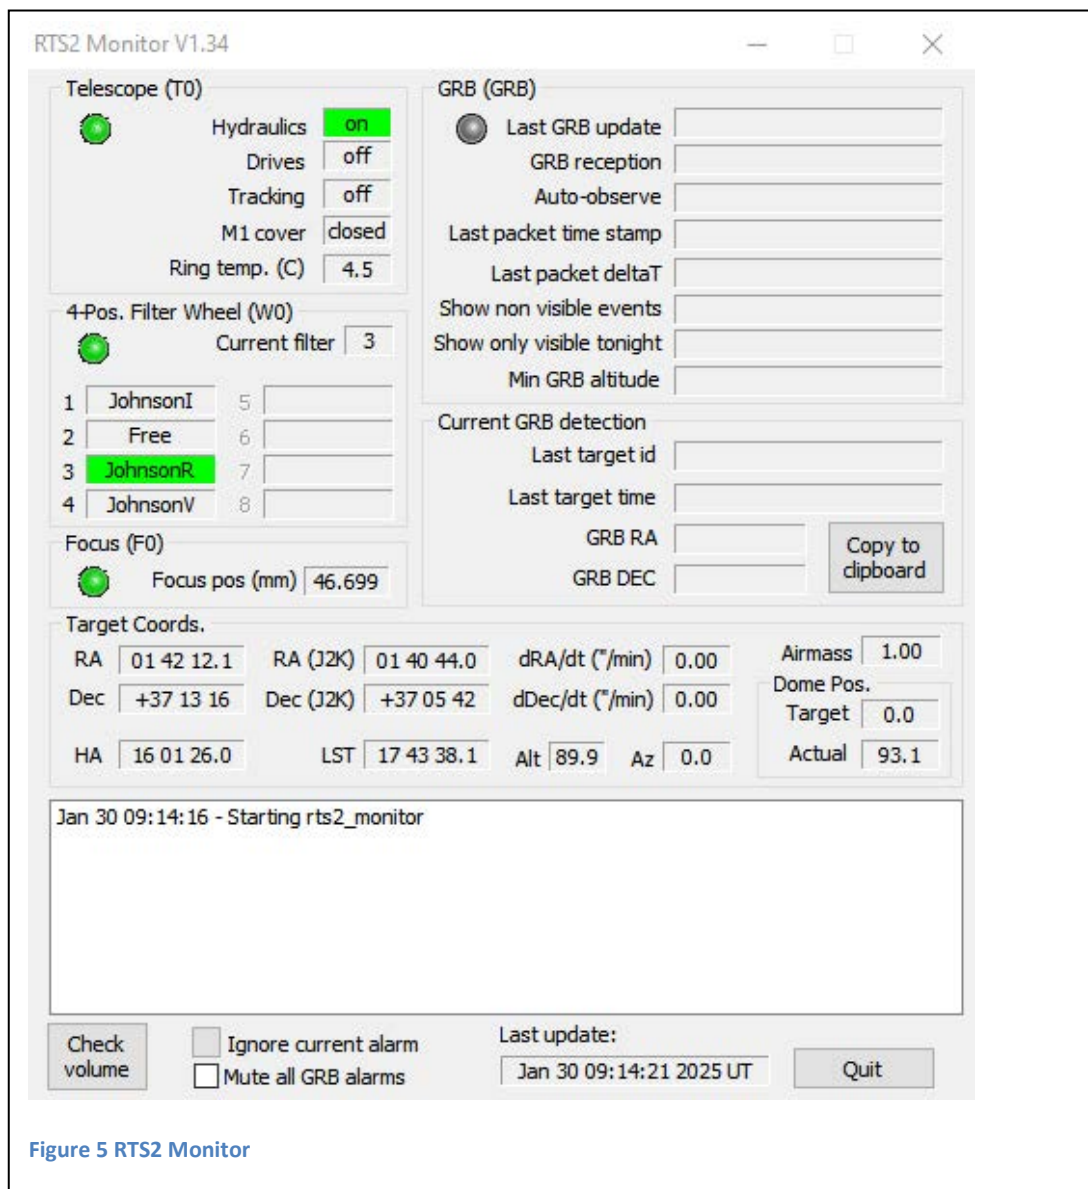 RTS2 Monitor V1.34
Telescope (T0)
Hydraulics on
Drives off
Tracking off
M1 cover closed
Ring temp. (C) 4.5
4-Pos. Filter Wheel (W0)
Current filter 3
1 JohnsonI 5
2 Free 6
3 JohnsonR 7
4 JohnsonV 8
Focus (F0)
Focus pos (mm) 46.699
GRB (GRB)
Last GRB update
GRB reception
Auto-observe
Last packet time stamp
Last packet deltaT
Show non visible events
Show only visible tonight
Min GRB altitude
Current GRB detection
Last target id
Last target time
GRB RA
GRB DEC
Copy to
clipboard
Target Coords.
RA 01 42 12.1 RA (J2K) 01 40 44.0 dRA/dt ("/min) 0.00 Airmass 1.00
Dec +37 13 16 Dec (J2K) +37 05 42 dDec/dt ("/min) 0.00
Dome Pos.
Target 0.0
HA 16 01 26.0 LST 17 43 38.1 Alt 89.9 Az 0.0 Actual 93.1
Jan 30 09:14:16 - Starting rts2_monitor
Check
volume
Ignore current alarm
Mute all GRB alarms
Last update:
Jan 30 09:14:21 2025 UT
Quit
Figure 5 RTS2 Monitor